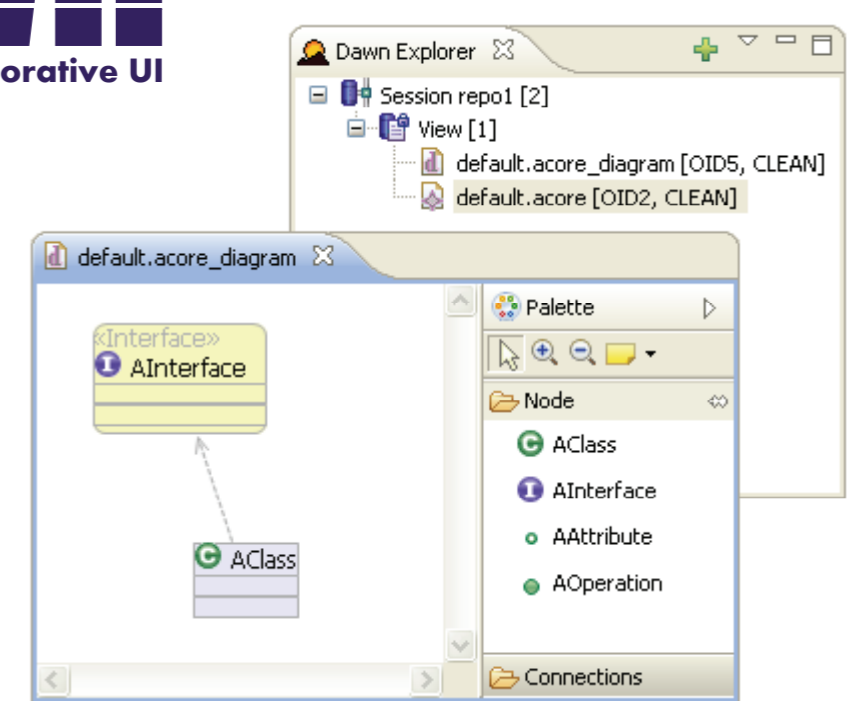 orative UI
Dawn Explorer
Session repo1 [2]
View [1]
default.acore_diagram [OID5, CLEAN]
default.acore [OID2, CLEAN]
default.acore_diagram
«Interface»
AInterface
AClass
Palette
Node
AClass
AInterface
AAttribute
AOperation
Connections